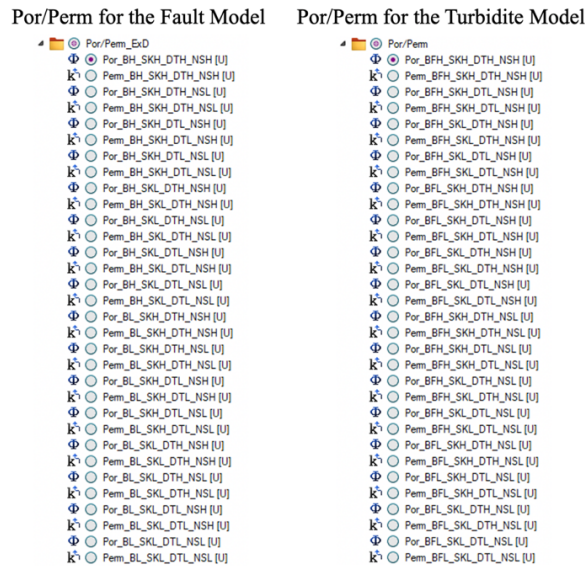 Por/Perm for the Fault Model
Por/Perm_ExD
Por_BH_SKH_DTH_NSH [U]
Perm_BH_SKH_DTH_NSH [U]
Por_BH_SKH_DTH_NSL [U]
Perm_BH_SKH_DTH_NSL [U]
Por_BH_SKH_DTL_NSH [U]
Perm_BH_SKH_DTL_NSH [U]
Por_BH_SKH_DTL_NSL [U]
Perm_BH_SKH_DTL_NSL [U]
Por_BH_SKL_DTH_NSH [U]
Perm_BH_SKL_DTH_NSH [U]
Por_BH_SKL_DTH_NSL [U]
Perm_BH_SKL_DTH_NSL [U]
Por_BH_SKL_DTL_NSH [U]
Perm_BH_SKL_DTL_NSH [U]
Por_BH_SKL_DTL_NSL [U]
Perm_BH_SKL_DTL_NSL [U]
Por_BL_SKH_DTH_NSH [U]
Perm_BL_SKH_DTH_NSH [U]
Por_BL_SKH_DTH_NSL [U]
Perm_BL_SKH_DTH_NSL [U]
Por_BL_SKH_DTL_NSH [U]
Perm_BL_SKH_DTL_NSH [U]
Por_BL_SKH_DTL_NSL [U]
Perm_BL_SKH_DTL_NSL [U]
Por_BL_SKL_DTH_NSH [U]
Perm_BL_SKL_DTH_NSH [U]
Por_BL_SKL_DTH_NSL [U]
Perm_BL_SKL_DTH_NSL [U]
Por_BL_SKL_DTL_NSH [U]
Perm_BL_SKL_DTL_NSH [U]
Por_BL_SKL_DTL_NSL [U]
Perm_BL_SKL_DTL_NSL [U]
Por/Perm for the Turbidite Model
Por/Perm
Por_BFH_SKH_DTH_NSH [U]
Perm_BFH_SKH_DTH_NSH [U]
Por_BFH_SKH_DTL_NSH [U]
Perm_BFH_SKH_DTL_NSH [U]
Por_BFH_SKL_DTH_NSH [U]
Perm_BFH_SKL_DTH_NSH [U]
Por_BFH_SKL_DTL_NSH [U]
Perm_BFH_SKL_DTL_NSH [U]
Por_BFL_SKH_DTH_NSH [U]
Perm_BFL_SKH_DTH_NSH [U]
Por_BFL_SKH_DTL_NSH [U]
Perm_BFL_SKH_DTL_NSH [U]
Por_BFL_SKL_DTH_NSH [U]
Perm_BFL_SKL_DTH_NSH [U]
Por_BFL_SKL_DTL_NSH [U]
Perm_BFL_SKL_DTL_NSH [U]
Por_BFH_SKH_DTH_NSL [U]
Perm_BFH_SKH_DTH_NSL [U]
Por_BFH_SKH_DTL_NSL [U]
Perm_BFH_SKH_DTL_NSL [U]
Por_BFH_SKL_DTH_NSL [U]
Perm_BFH_SKL_DTH_NSL [U]
Por_BFH_SKL_DTL_NSL [U]
Perm_BFH_SKL_DTL_NSL [U]
Por_BFL_SKH_DTH_NSL [U]
Perm_BFL_SKH_DTH_NSL [U]
Por_BFL_SKH_DTL_NSL [U]
Perm_BFL_SKH_DTL_NSL [U]
Por_BFL_SKL_DTH_NSL [U]
Perm_BFL_SKL_DTH_NSL [U]
Por_BFL_SKL_DTL_NSL [U]
Perm_BFL_SKL_DTL_NSL [U]